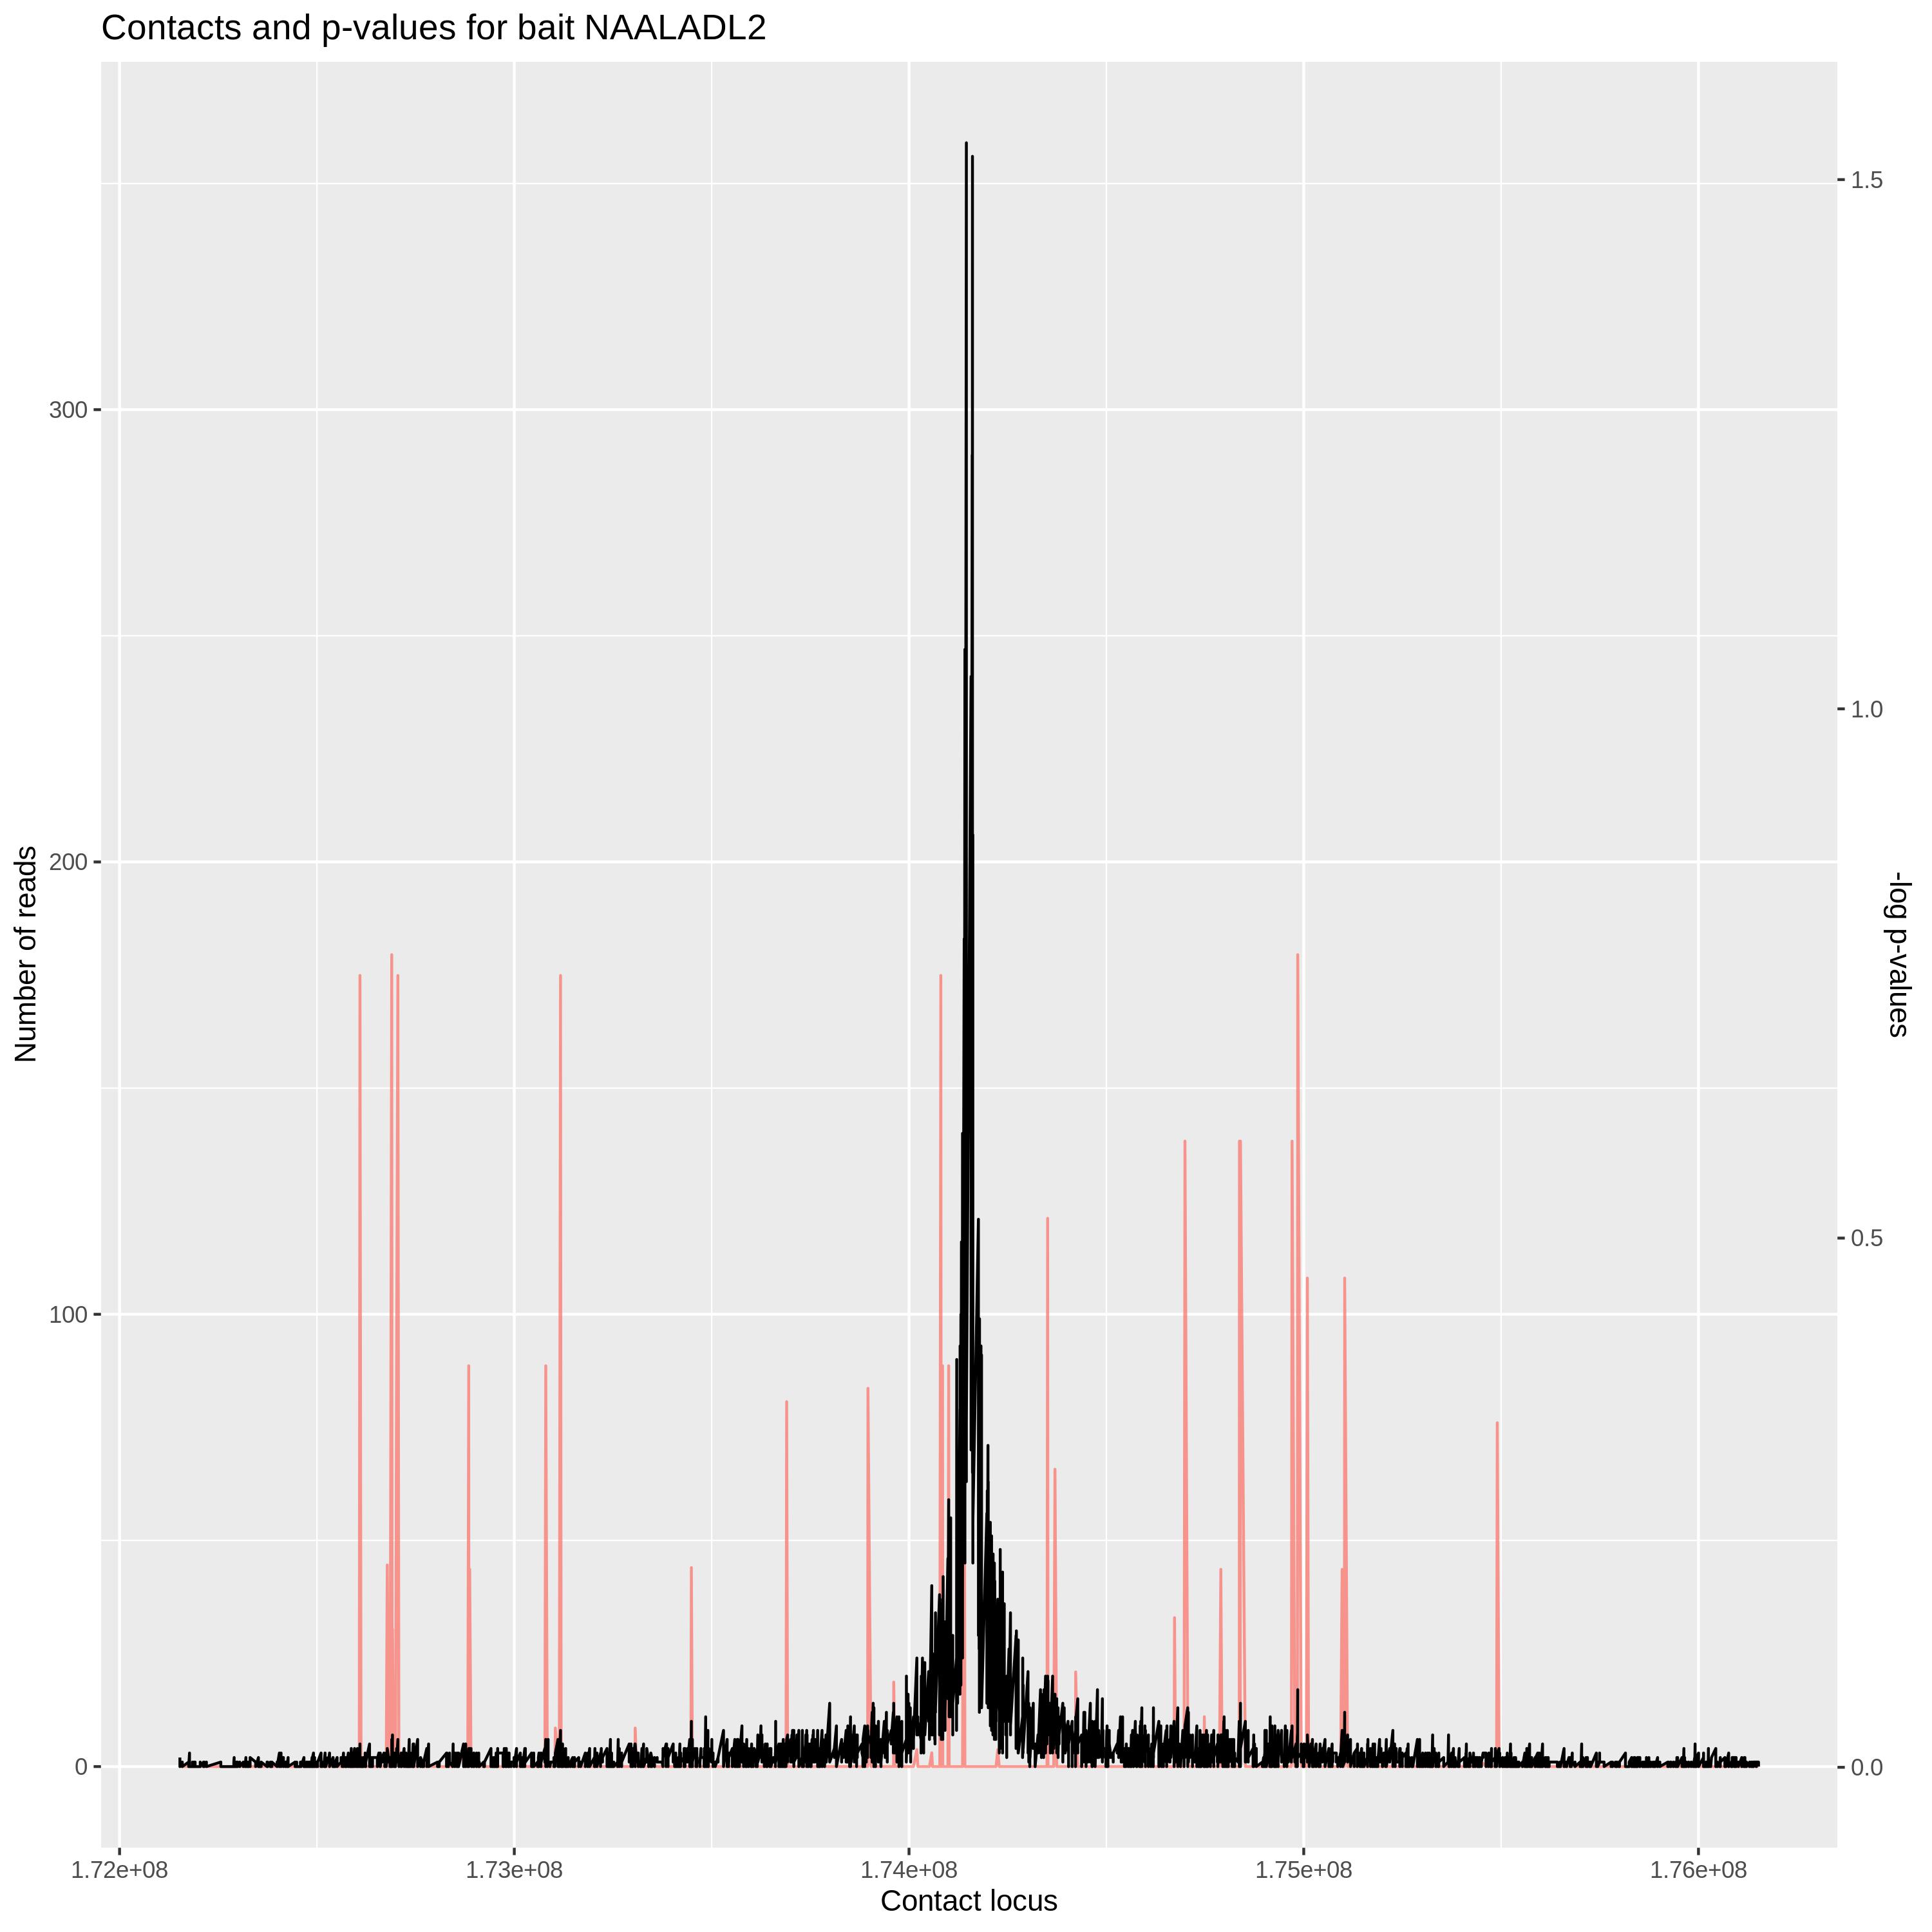 Contacts and p-values for bait NAALADL2
300
200
100
0
Number of reads
1.5
1.0
0.5
0.0
-log p-values
1.72e+08
1.73e+08
1.74e+08
1.75e+08
1.76e+08
Contact locus